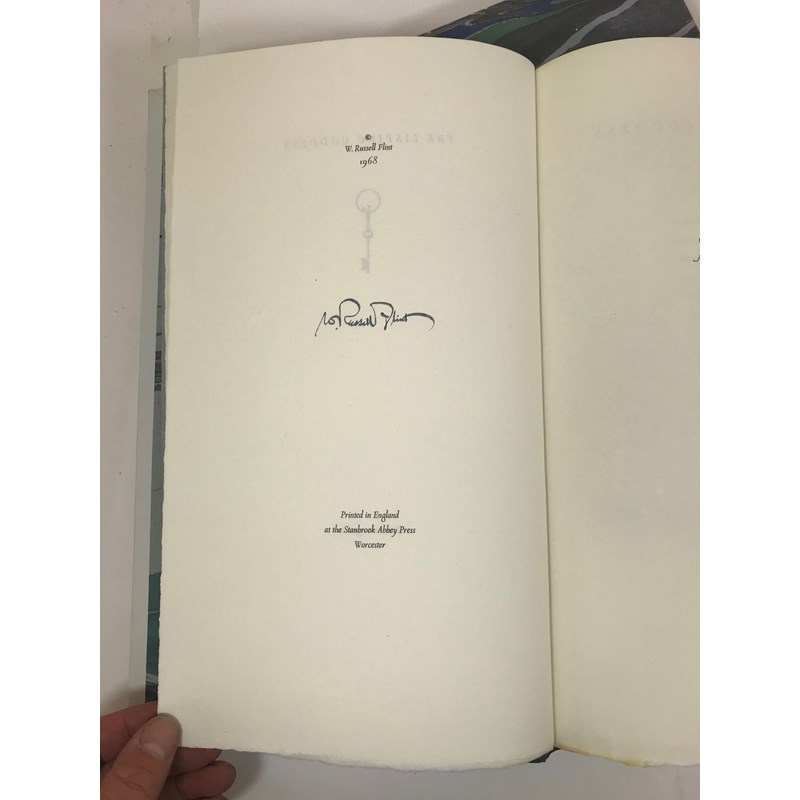 ©
W. Russell Flint
1968
W. Russell Flint
Printed in England
at the Stanbrook Abbey Press
Worcester